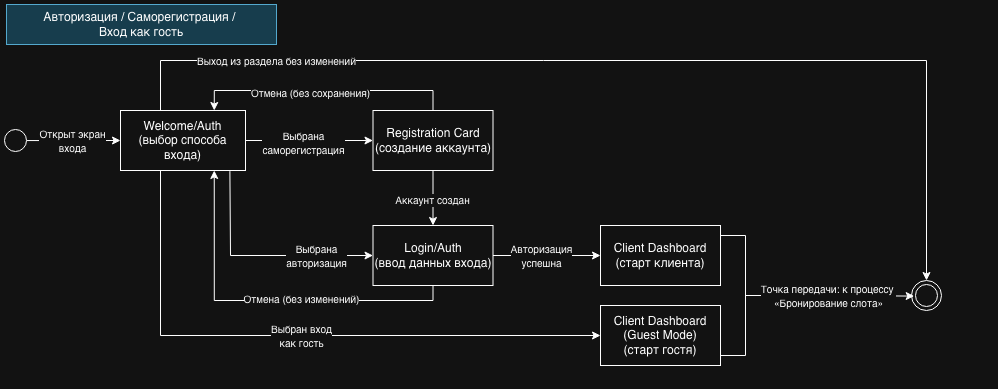 Авторизация / Саморегистрация /
Вход как гость
Выход из раздела без изменений
Отмена (без сохранения)
Открыт экран
входа
Welcome/Auth
(выбор способа
входа)
Выбрана
саморегистрация
Registration Card
(создание аккаунта)
Аккаунт создан
Выбрана
авторизация
Login/Auth
(ввод данных входа)
Авторизация
успешна
Client Dashboard
(старт клиента)
Отмена (без изменений)
Точка передачи: к процессу
«Бронирование слота»
Выбран вход
как гость
Client Dashboard
(Guest Mode)
(старт гостя)